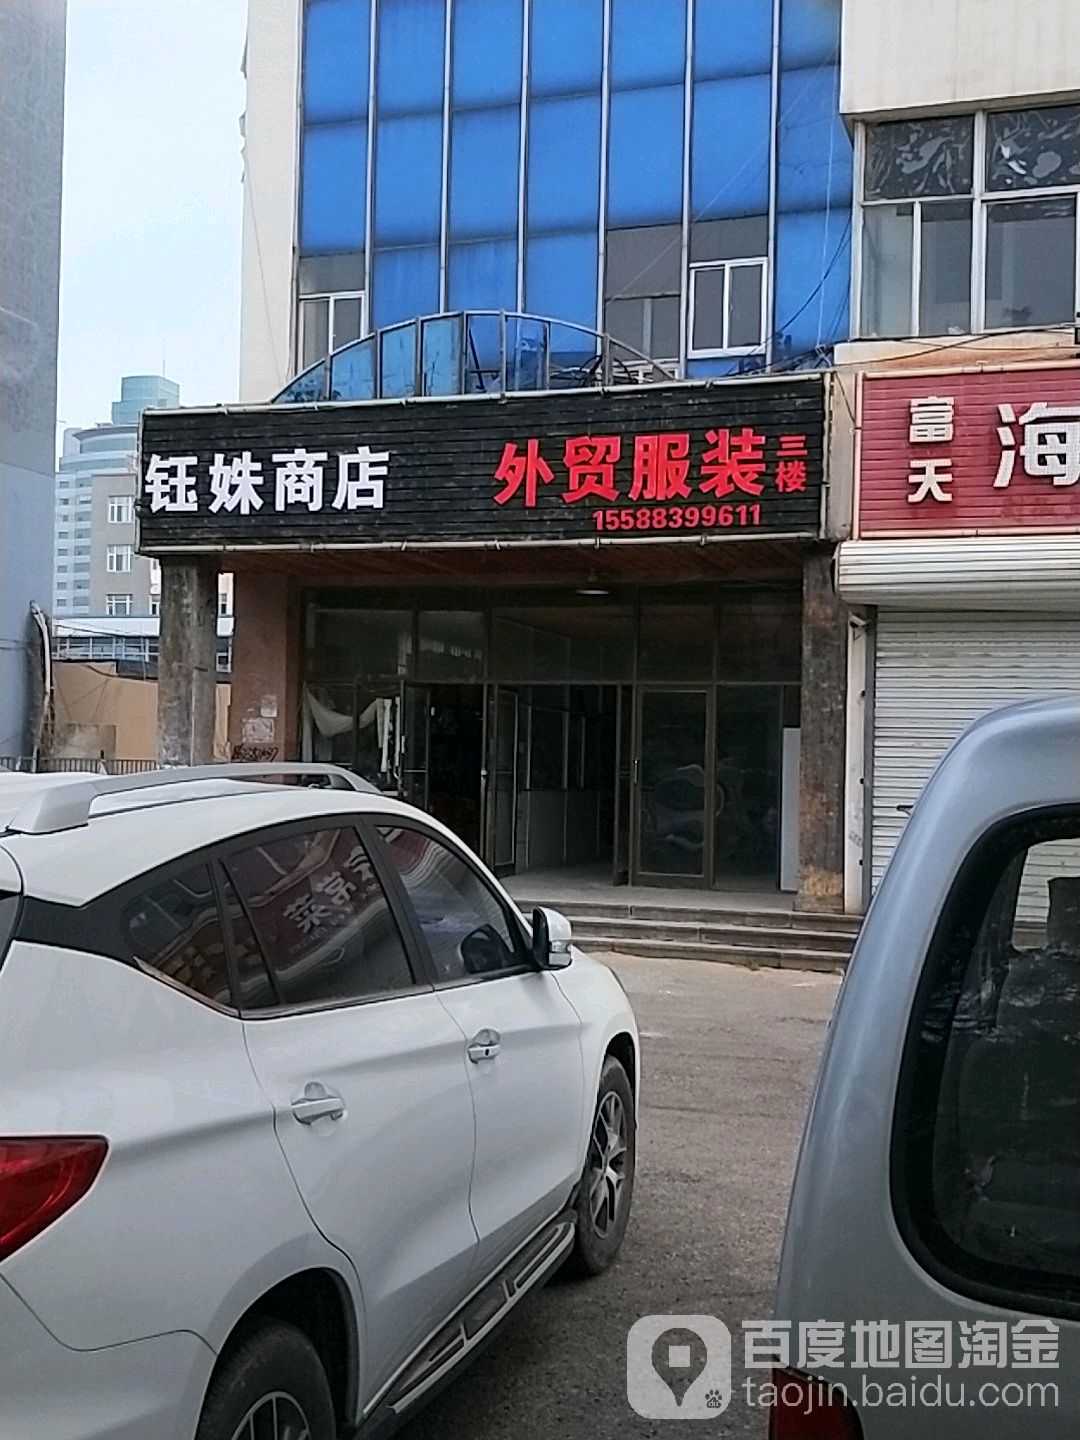 钰姝商店
外贸服装三楼
15588399611
富天
海
百度地图淘金
taojin.baidu.com